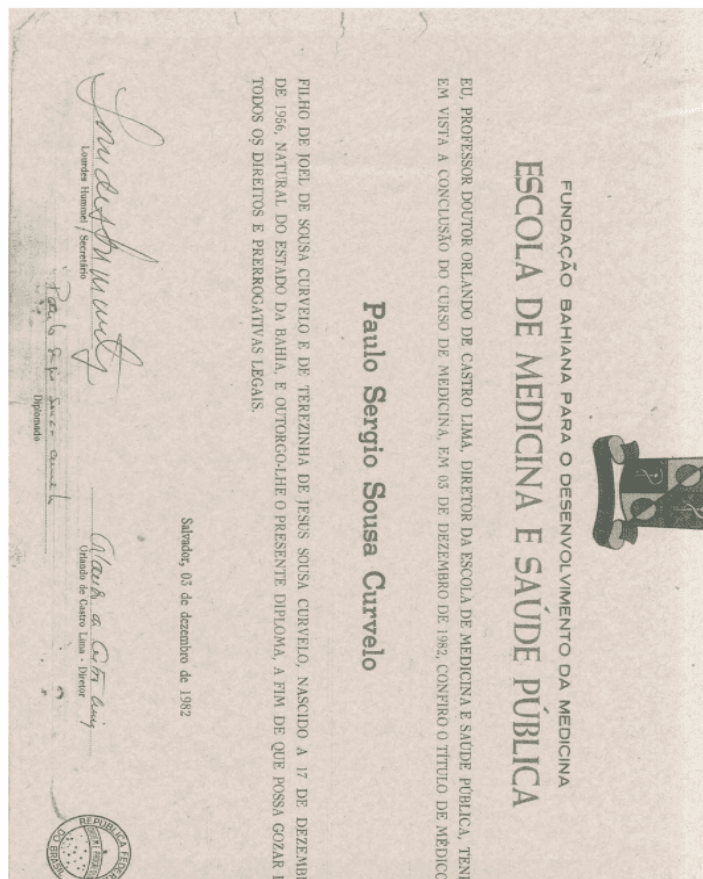 FUNDAÇÃO BAHIANA PARA O DESENVOLVIMENTO DA MEDICINA
ESCOLA DE MEDICINA E SAÚDE PÚBLICA
EU, PROFESSOR DOUTOR ORLANDO DE CASTRO LIMA, DIRETOR DA ESCOLA DE MEDICINA E SAÚDE PÚBLICA, TEN
EM VISTA A CONCLUSÃO DO CURSO DE MEDICINA, EM 03 DE DEZEMBRO DE 1982, CONFIRO O TÍTULO DE MÉDICO
Paulo Sergio Sousa Curvelo
FILHO DE JOEL DE SOUSA CURVELO E DE TEREZINHA DE JESUS SOUSA CURVELO, NASCIDO A 17 DE DEZEMB
DE 1956, NATURAL DO ESTADO DA BAHIA, E OUTORGO-LHE O PRESENTE DIPLOMA, A FIM DE QUE POSSA GOZAR
TODOS OS DIREITOS E PRERROGATIVAS LEGAIS.
Salvador, 03 de dezembro de 1982
Lourdes Hummel / Secretário
Orlando de Castro Lima - Diretor
Diplomado
REPÚBLICA FEDER
DO BRASIL